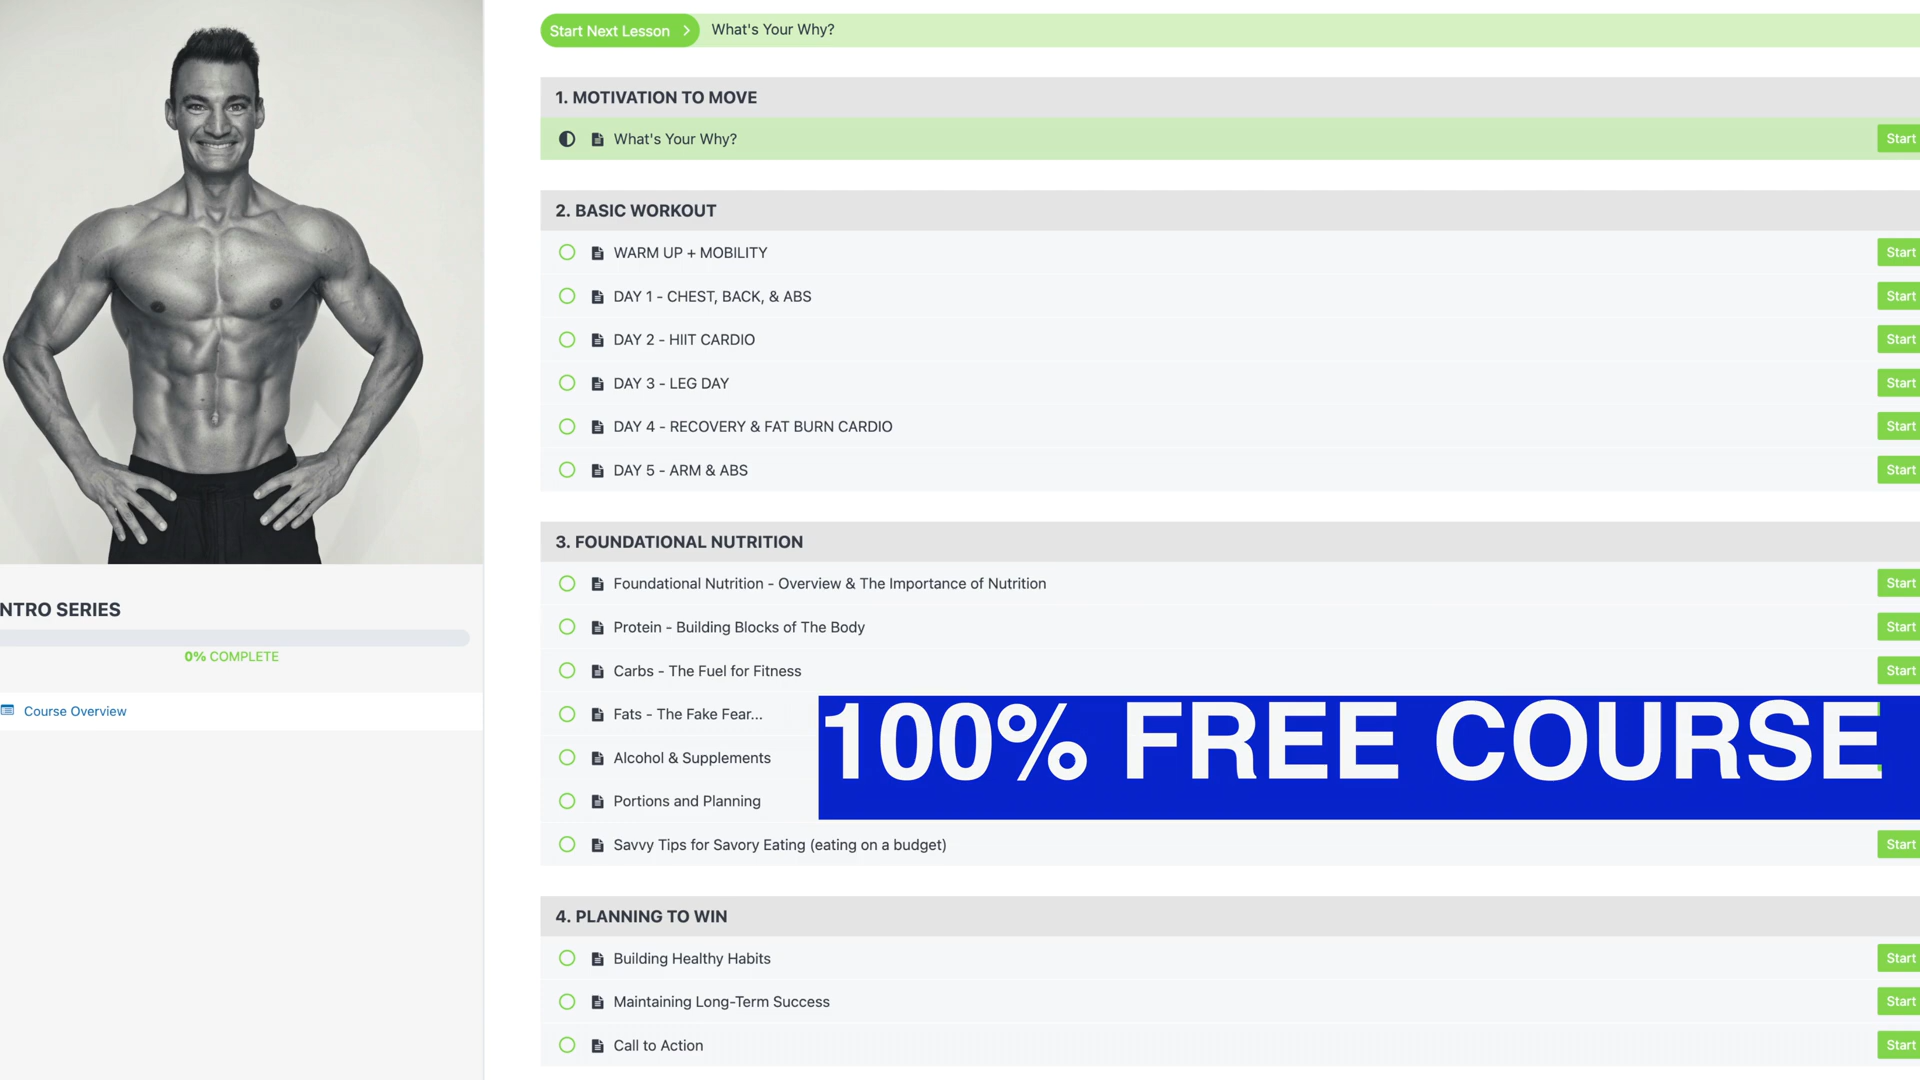 Start Next Lesson
What's Your Why?
1. MOTIVATION TO MOVE
What's Your Why?
Start
2. BASIC WORKOUT
WARM UP + MOBILITY
Start
DAY 1 - CHEST, BACK, & ABS
Start
DAY 2 - HIIT CARDIO
Start
DAY 3 - LEG DAY
Start
DAY 4 - RECOVERY & FAT BURN CARDIO
Start
DAY 5 - ARM & ABS
Start
3. FOUNDATIONAL NUTRITION
Foundational Nutrition - Overview & The Importance of Nutrition
Start
Protein - Building Blocks of The Body
Start
Carbs - The Fuel for Fitness
Start
Fats - The Fake Fear...
Alcohol & Supplements
Portions and Planning
100% FREE COURSE
Savvy Tips for Savory Eating (eating on a budget)
Start
4. PLANNING TO WIN
Building Healthy Habits
Start
Maintaining Long-Term Success
Start
Call to Action
Start
NTRO SERIES
0% COMPLETE
Course Overview